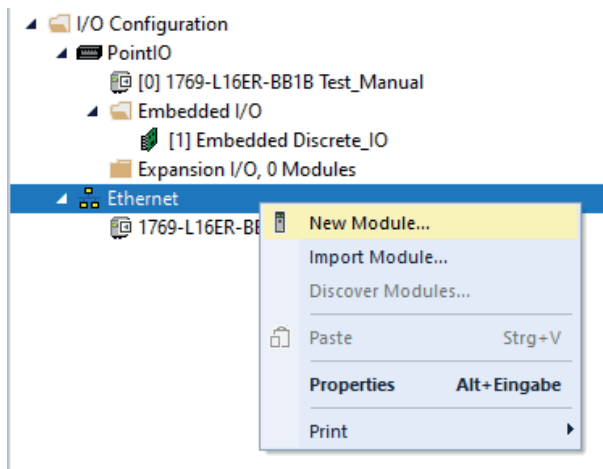 I/O Configuration
PointIO
[0] 1769-L16ER-BB1B Test_Manual
Embedded I/O
[1] Embedded Discrete_IO
Expansion I/O, 0 Modules
Ethernet
1769-L16ER-BB
New Module...
Import Module...
Discover Modules...
Paste Strg+V
Properties Alt+Eingabe
Print